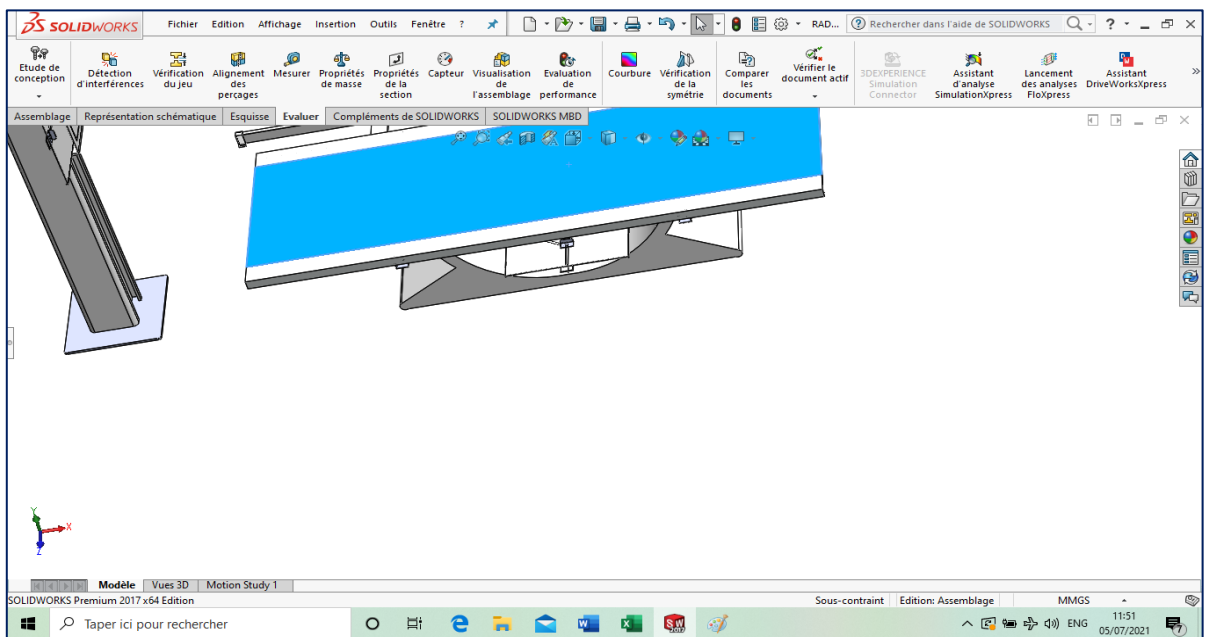 SOLIDWORKS Fichier Edition Affichage Insertion Outils Fenêtre ? RAD... Rechercher dans l'aide de SOLIDWORKS ?
Etude de conception
Détection d'interférences
Vérification du jeu
Alignement des perçages
Mesurer
Propriétés de masse
Propriétés de la section
Capteur
Visualisation de l'assemblage
Evaluation de performance
Courbure
Vérification de la symétrie
Comparer les documents
Vérifier le document actif
3DEXPERIENCE Simulation Connector
Assistant d'analyse SimulationXpress
Lancement des analyses FloXpress
Assistant DriveWorksXpress
Assemblage Représentation schématique Esquisse Evaluer Compléments de SOLIDWORKS SOLIDWORKS MBD
Y
X
Z
Modèle Vues 3D Motion Study 1
SOLIDWORKS Premium 2017 x64 Edition Sous-contraint Edition: Assemblage MMGS
Taper ici pour rechercher ENG 11:51
05/07/2021 7